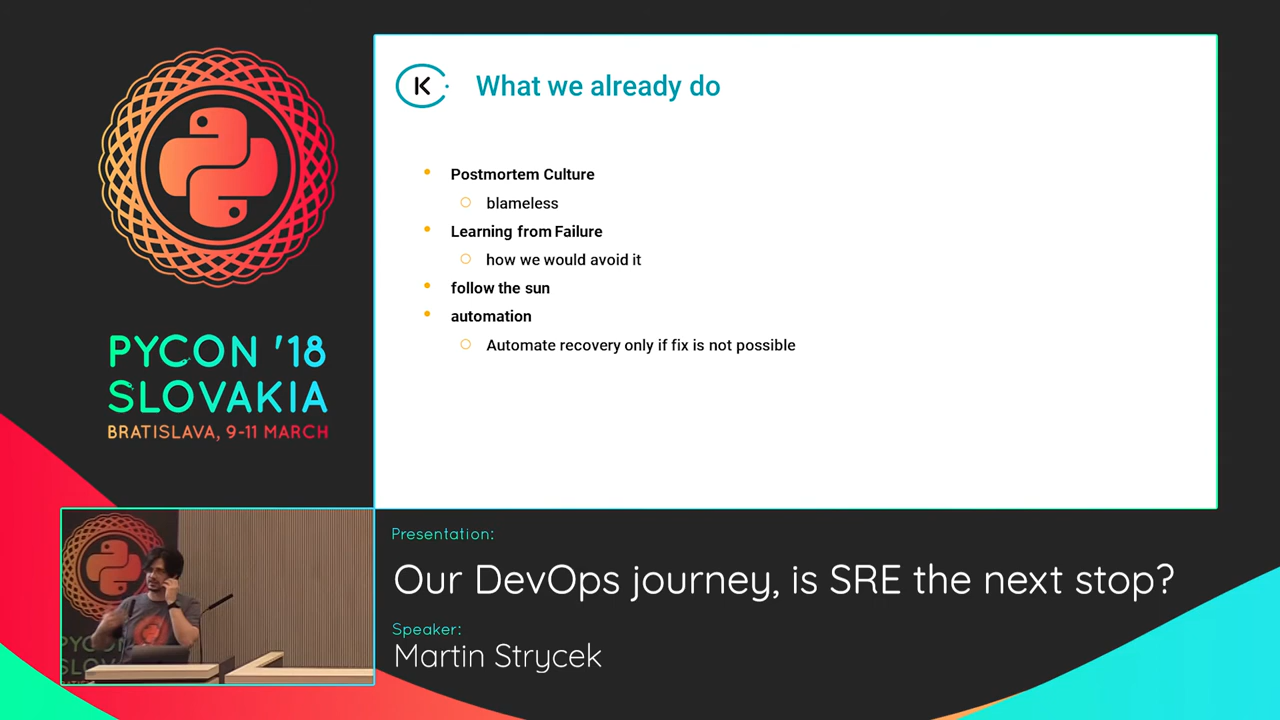 PYCON '18
SLOVAKIA
BRATISLAVA, 9-11 MARCH
K
What we already do
Postmortem Culture
blameless
Learning from Failure
how we would avoid it
follow the sun
automation
Automate recovery only if fix is not possible
Presentation:
Our DevOps journey, is SRE the next stop?
Speaker:
Martin Strycek